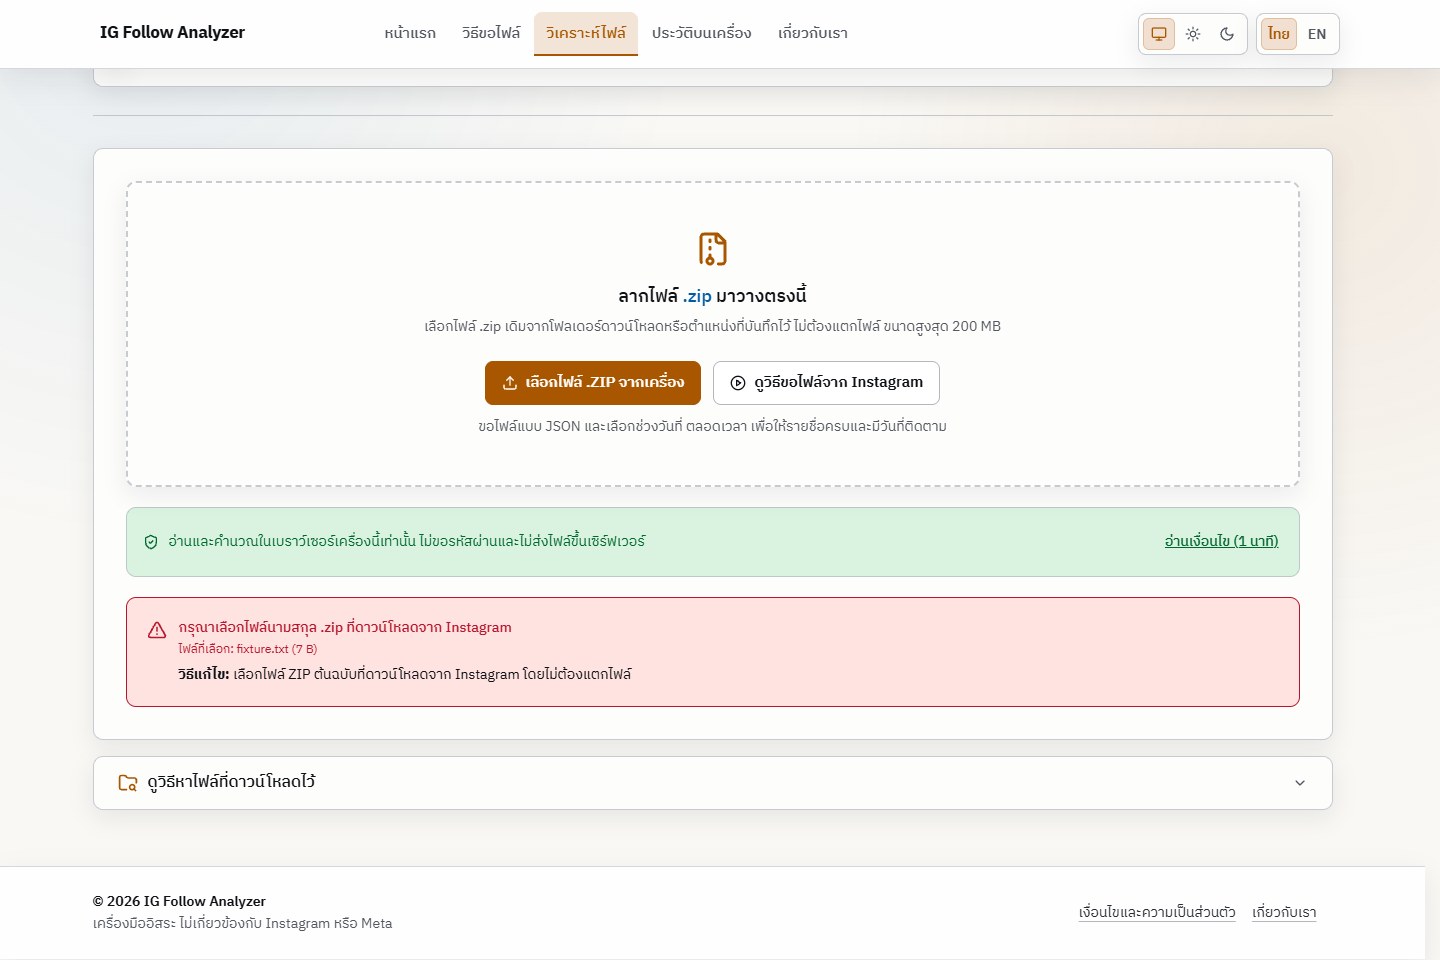 IG Follow Analyzer
หน้าแรก
วิธีขอไฟล์
วิเคราะห์ไฟล์
ประวัติบนเครื่อง
เกี่ยวกับเรา
ไทย
EN
ลากไฟล์ .zip มาวางตรงนี้
เลือกไฟล์ .zip เดิมจากโฟลเดอร์ดาวน์โหลดหรือตำแหน่งที่บันทึกไว้ ไม่ต้องแตกไฟล์ ขนาดสูงสุด 200 MB
เลือกไฟล์ .ZIP จากเครื่อง
ดูวิธีขอไฟล์จาก Instagram
ขอไฟล์แบบ JSON และเลือกช่วงวันที่ ตลอดเวลา เพื่อให้รายชื่อครบและมีวันที่ติดตาม
อ่านและคำนวณในเบราว์เซอร์เครื่องนี้เท่านั้น ไม่ขอรหัสผ่านและไม่ส่งไฟล์ขึ้นเซิร์ฟเวอร์
อ่านเงื่อนไข (1 นาที)
กรุณาเลือกไฟล์นามสกุล .zip ที่ดาวน์โหลดจาก Instagram
ไฟล์ที่เลือก: fixture.txt (7 B)
วิธีแก้ไข: เลือกไฟล์ ZIP ต้นฉบับที่ดาวน์โหลดจาก Instagram โดยไม่ต้องแตกไฟล์
ดูวิธีหาไฟล์ที่ดาวน์โหลดไว้
© 2026 IG Follow Analyzer
เครื่องมืออิสระ ไม่เกี่ยวข้องกับ Instagram หรือ Meta
เงื่อนไขและความเป็นส่วนตัว
เกี่ยวกับเรา